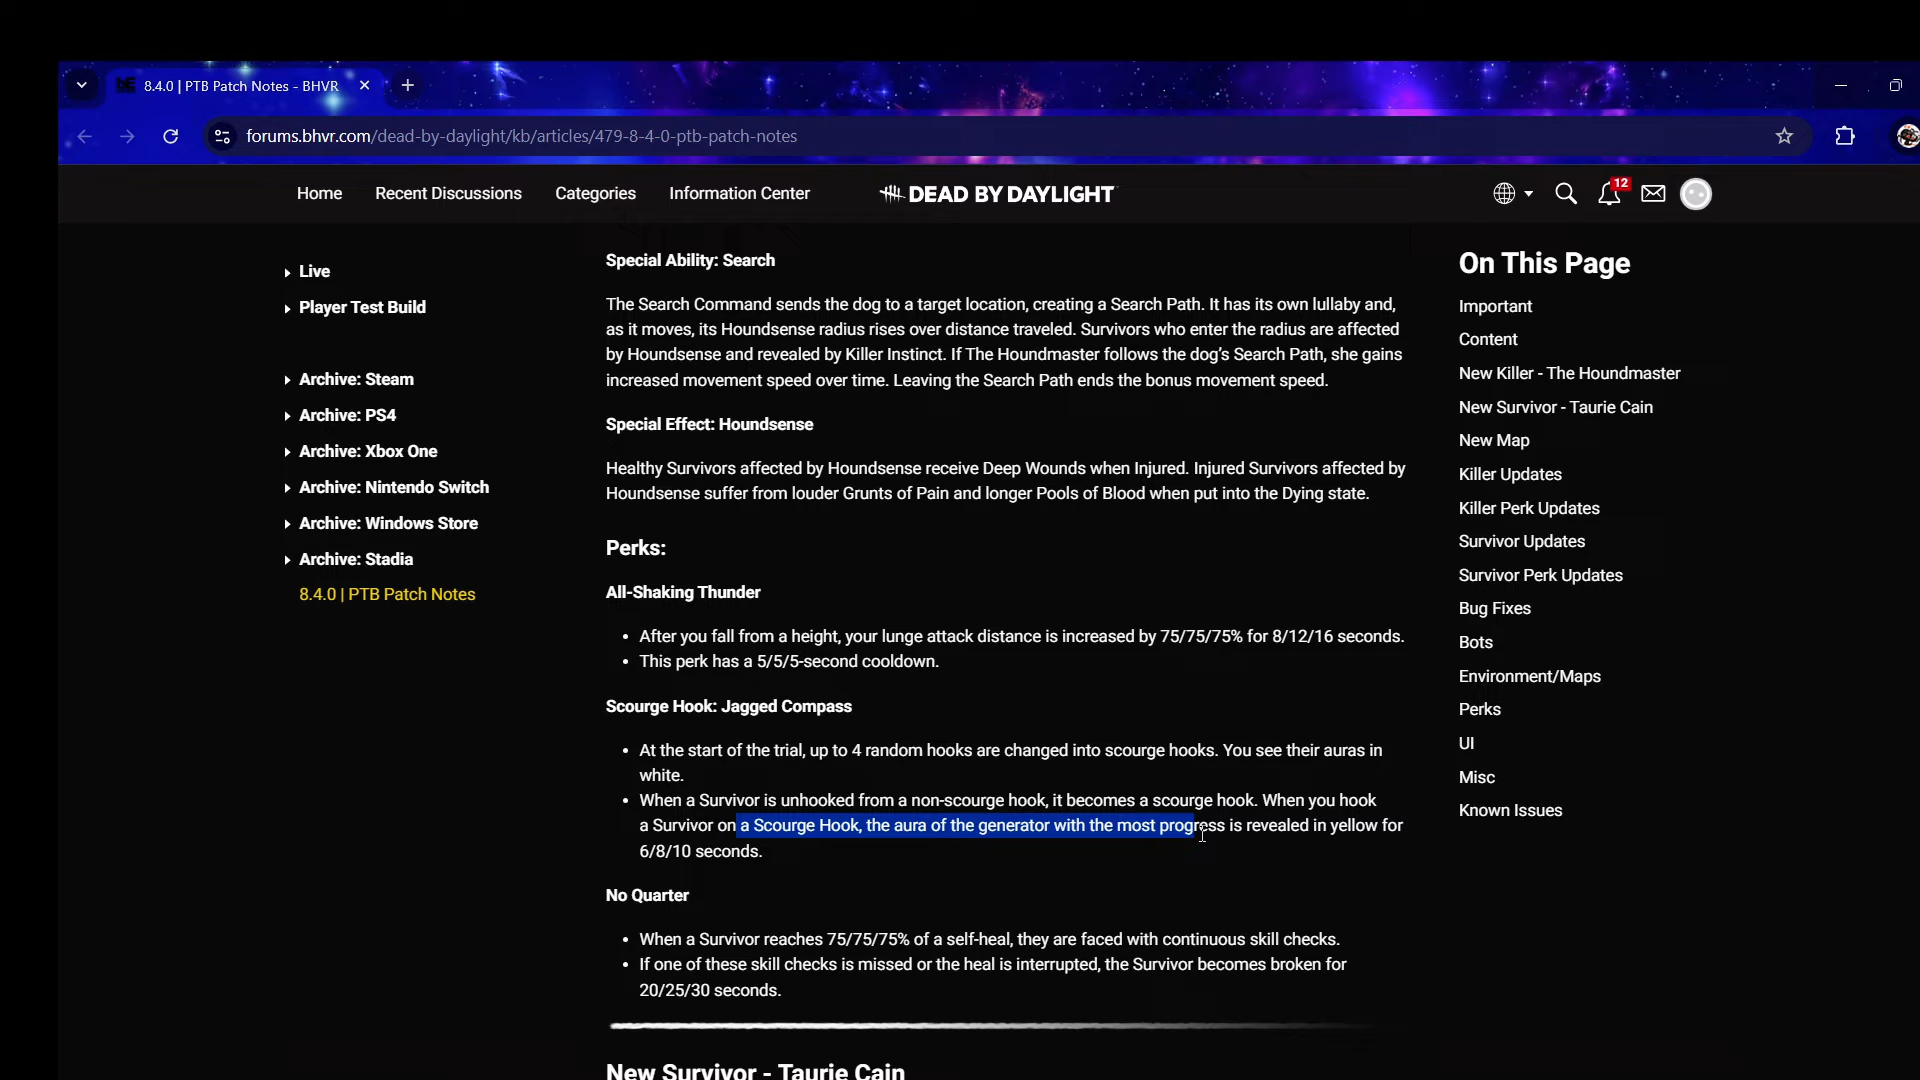 8.4.0 | PTB Patch Notes - BHVR
forums.bhvr.com/dead-by-daylight/kb/articles/479-8-4-0-ptb-patch-notes
Home Recent Discussions Categories Information Center DEAD BY DAYLIGHT 12
Live
Player Test Build
Archive: Steam
Archive: PS4
Archive: Xbox One
Archive: Nintendo Switch
Archive: Windows Store
Archive: Stadia
8.4.0 | PTB Patch Notes
Special Ability: Search
The Search Command sends the dog to a target location, creating a Search Path. It has its own lullaby and,
as it moves, its Houndsense radius rises over distance traveled. Survivors who enter the radius are affected
by Houndsense and revealed by Killer Instinct. If The Houndmaster follows the dog’s Search Path, she gains
increased movement speed over time. Leaving the Search Path ends the bonus movement speed.
Special Effect: Houndsense
Healthy Survivors affected by Houndsense receive Deep Wounds when Injured. Injured Survivors affected by
Houndsense suffer from louder Grunts of Pain and longer Pools of Blood when put into the Dying state.
Perks:
All-Shaking Thunder
• After you fall from a height, your lunge attack distance is increased by 75/75/75% for 8/12/16 seconds.
• This perk has a 5/5/5-second cooldown.
Scourge Hook: Jagged Compass
• At the start of the trial, up to 4 random hooks are changed into scourge hooks. You see their auras in
white.
• When a Survivor is unhooked from a non-scourge hook, it becomes a scourge hook. When you hook
a Survivor on a Scourge Hook, the aura of the generator with the most progress is revealed in yellow for
6/8/10 seconds.
No Quarter
• When a Survivor reaches 75/75/75% of a self-heal, they are faced with continuous skill checks.
• If one of these skill checks is missed or the heal is interrupted, the Survivor becomes broken for
20/25/30 seconds.
New Survivor - Taurie Cain
On This Page
Important
Content
New Killer - The Houndmaster
New Survivor - Taurie Cain
New Map
Killer Updates
Killer Perk Updates
Survivor Updates
Survivor Perk Updates
Bug Fixes
Bots
Environment/Maps
Perks
UI
Misc
Known Issues